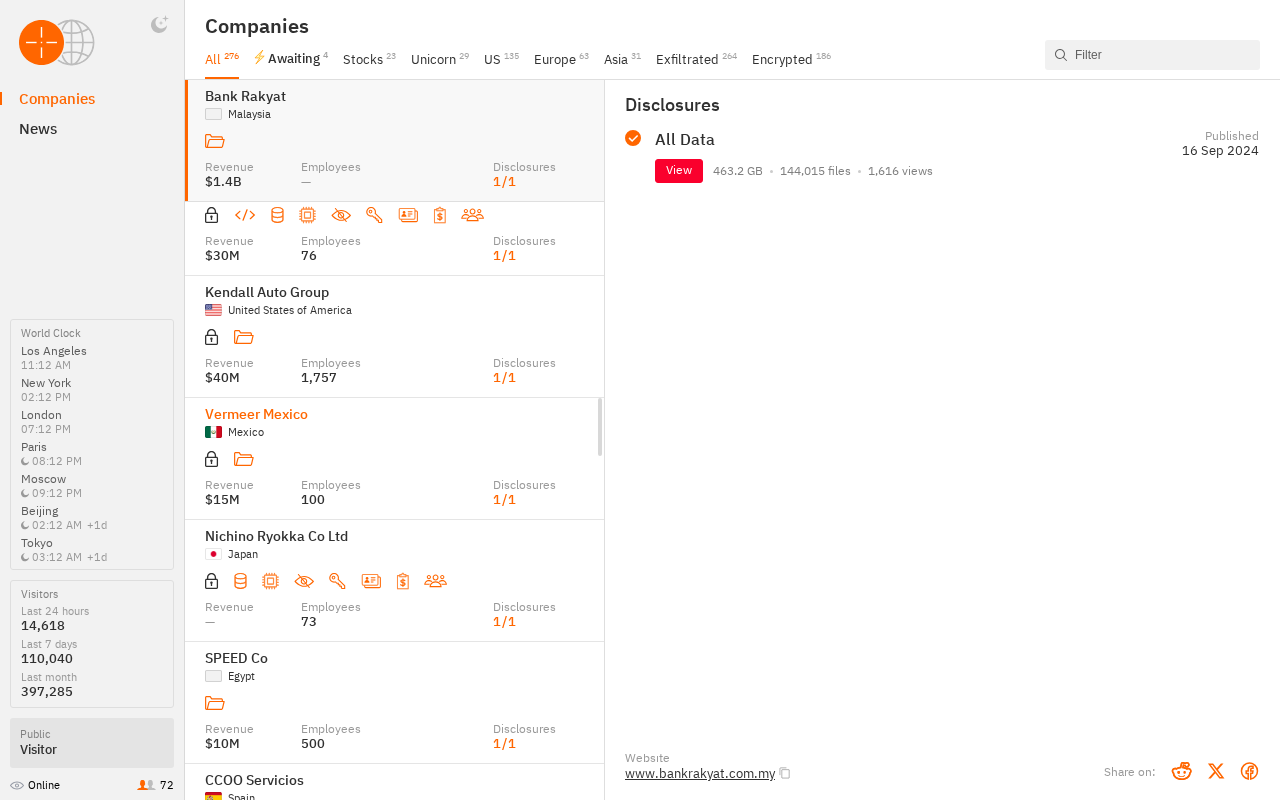 Companies
News
World Clock
Los Angeles
11:12 AM
New York
02:12 PM
London
07:12 PM
Paris
08:12 PM
Moscow
09:12 PM
Beijing
02:12 AM +1d
Tokyo
03:12 AM +1d
Visitors
Last 24 hours
14,618
Last 7 days
110,040
Last month
397,285
Public
Visitor
Online 72
Companies
All 276 Awaiting 4 Stocks 23 Unicorn 29 US 135 Europe 63 Asia 31 Exfiltrated 264 Encrypted 186
Filter
Bank Rakyat
Malaysia
Revenue Employees Disclosures
$1.4B — 1/1
Revenue Employees Disclosures
$30M 76 1/1
Kendall Auto Group
United States of America
Revenue Employees Disclosures
$40M 1,757 1/1
Vermeer Mexico
Mexico
Revenue Employees Disclosures
$15M 100 1/1
Nichino Ryokka Co Ltd
Japan
Revenue Employees Disclosures
— 73 1/1
SPEED Co
Egypt
Revenue Employees Disclosures
$10M 500 1/1
CCOO Servicios
Spain
Disclosures
All Data
Published
16 Sep 2024
View 463.2 GB • 144,015 files • 1,616 views
Website
www.bankrakyat.com.my
Share on: